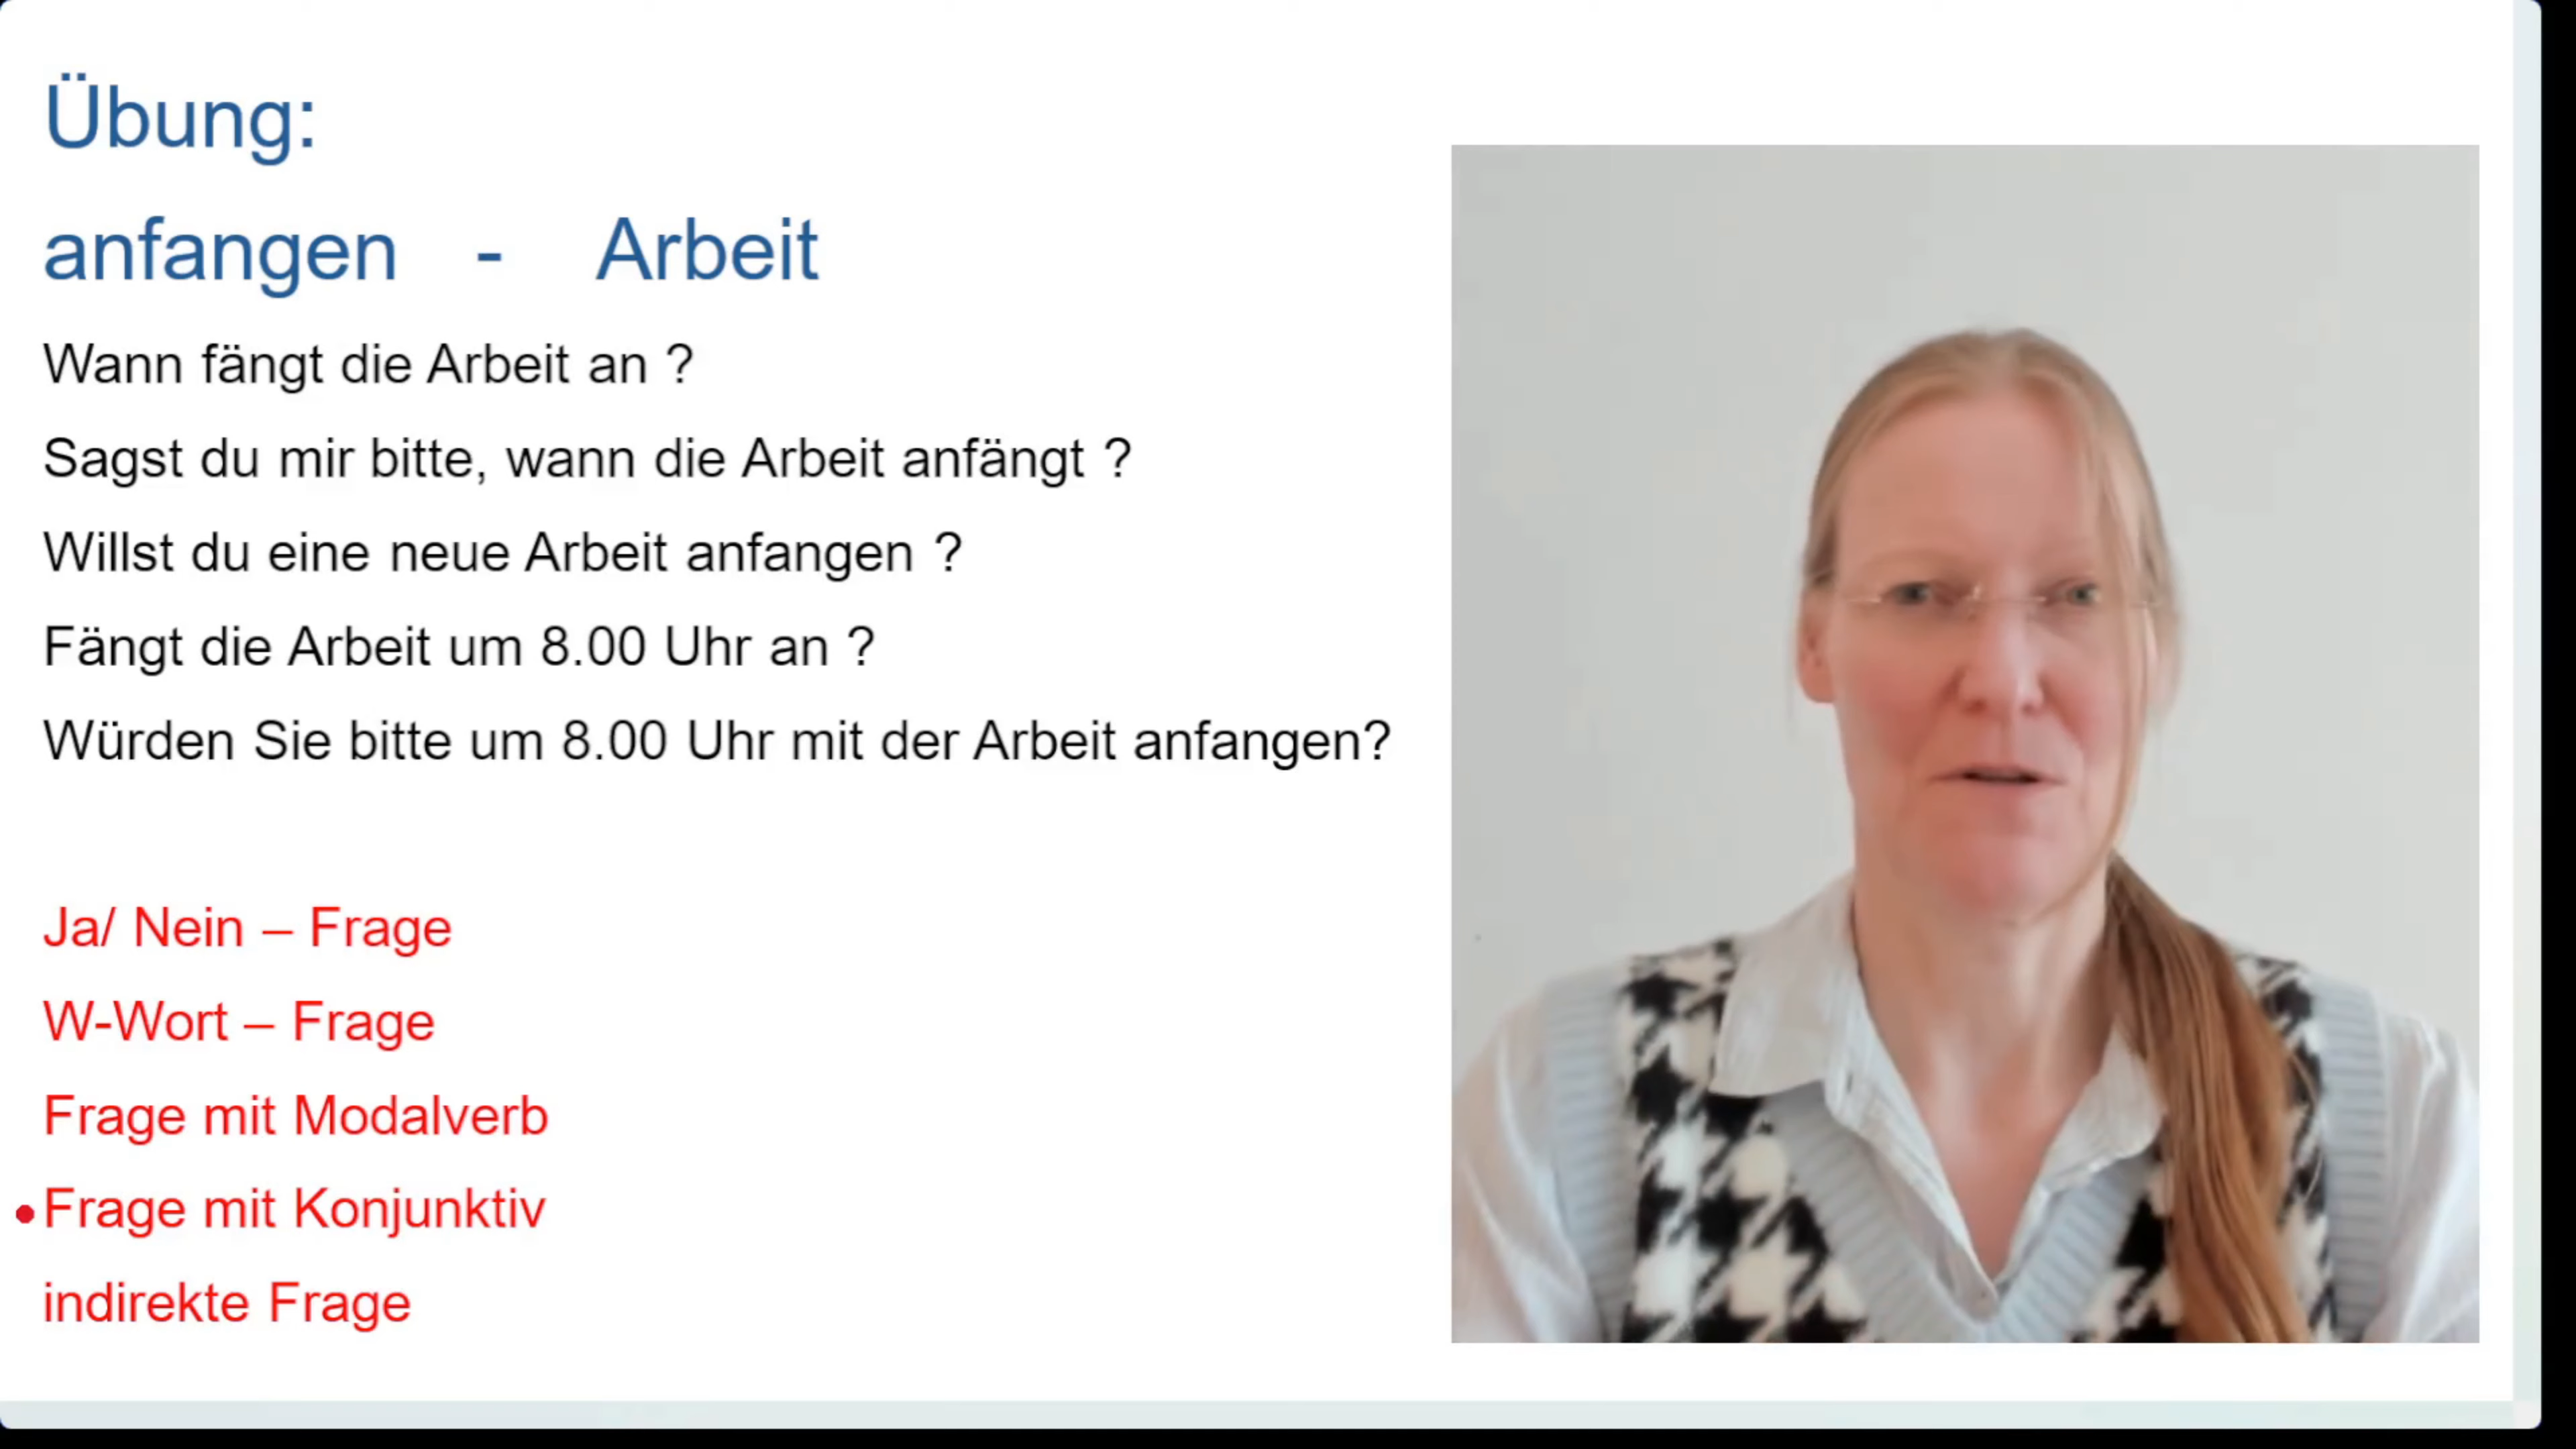 Übung:
anfangen - Arbeit
Wann fängt die Arbeit an ?
Sagst du mir bitte, wann die Arbeit anfängt ?
Willst du eine neue Arbeit anfangen ?
Fängt die Arbeit um 8.00 Uhr an ?
Würden Sie bitte um 8.00 Uhr mit der Arbeit anfangen?
Ja/ Nein – Frage
W-Wort – Frage
Frage mit Modalverb
Frage mit Konjunktiv
indirekte Frage